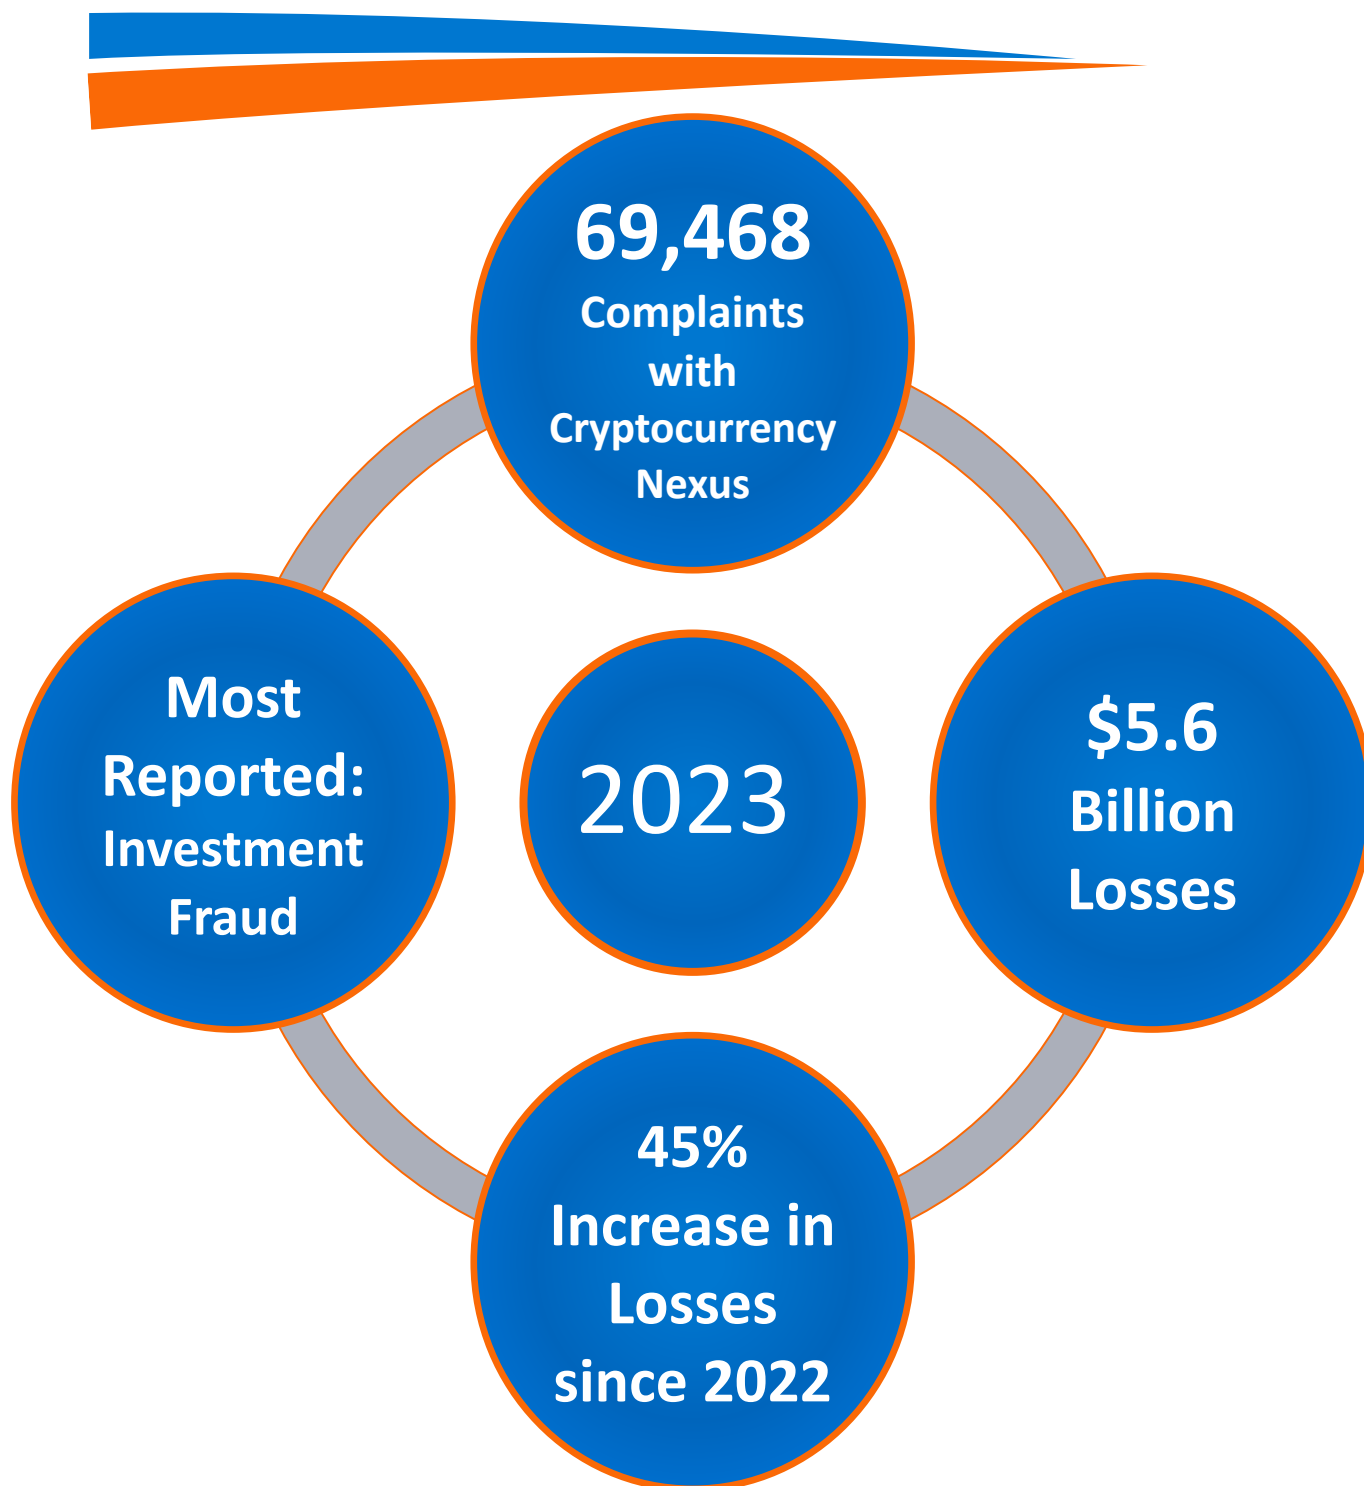 69,468
Complaints
with
Cryptocurrency
Nexus
Most
Reported:
Investment
Fraud
2023
$5.6
Billion
Losses
45%
Increase in
Losses
since 2022